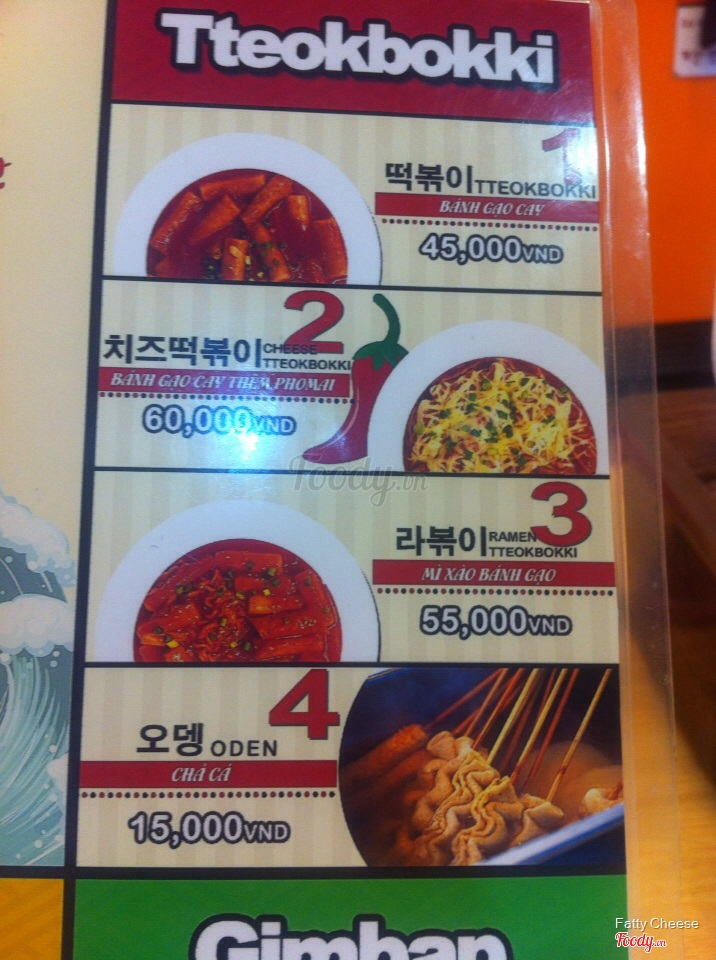 Tteokbokki
1
떡볶이 TTEOKBOKKI
BÁNH GẠO CAY
45,000VND
2
치즈떡볶이 CHEESE
TTEOKBOKKI
BÁNH GẠO CAY THÊM PHOMAI
60,000VND
Foody.vn
3
라볶이 RAMEN
TTEOKBOKKI
MÌ XÀO BÁNH GẠO
55,000VND
4
오뎅 ODEN
CHẢ CÁ
15,000VND
Gimbap
Fatty Cheese
Foody.vn